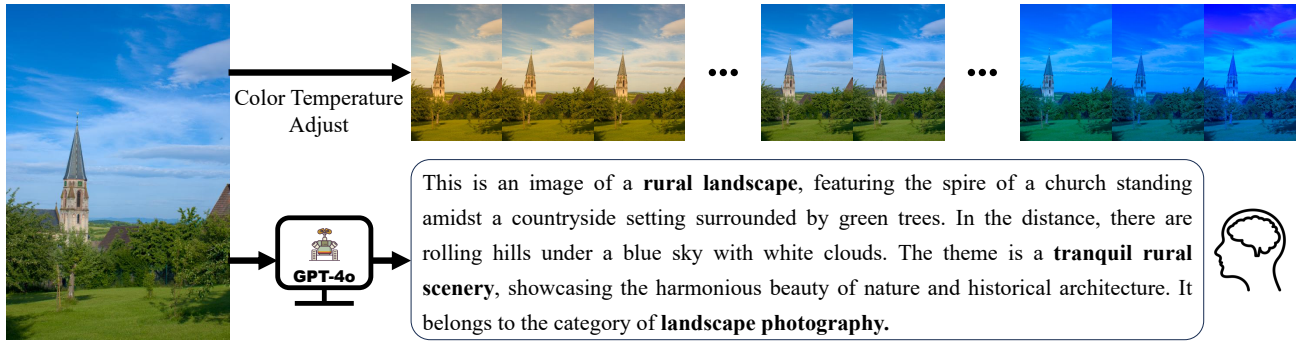 Color Temperature
Adjust
GPT-4o
This is an image of a rural landscape, featuring the spire of a church standing
amidst a countryside setting surrounded by green trees. In the distance, there are
rolling hills under a blue sky with white clouds. The theme is a tranquil rural
scenery, showcasing the harmonious beauty of nature and historical architecture. It
belongs to the category of landscape photography.